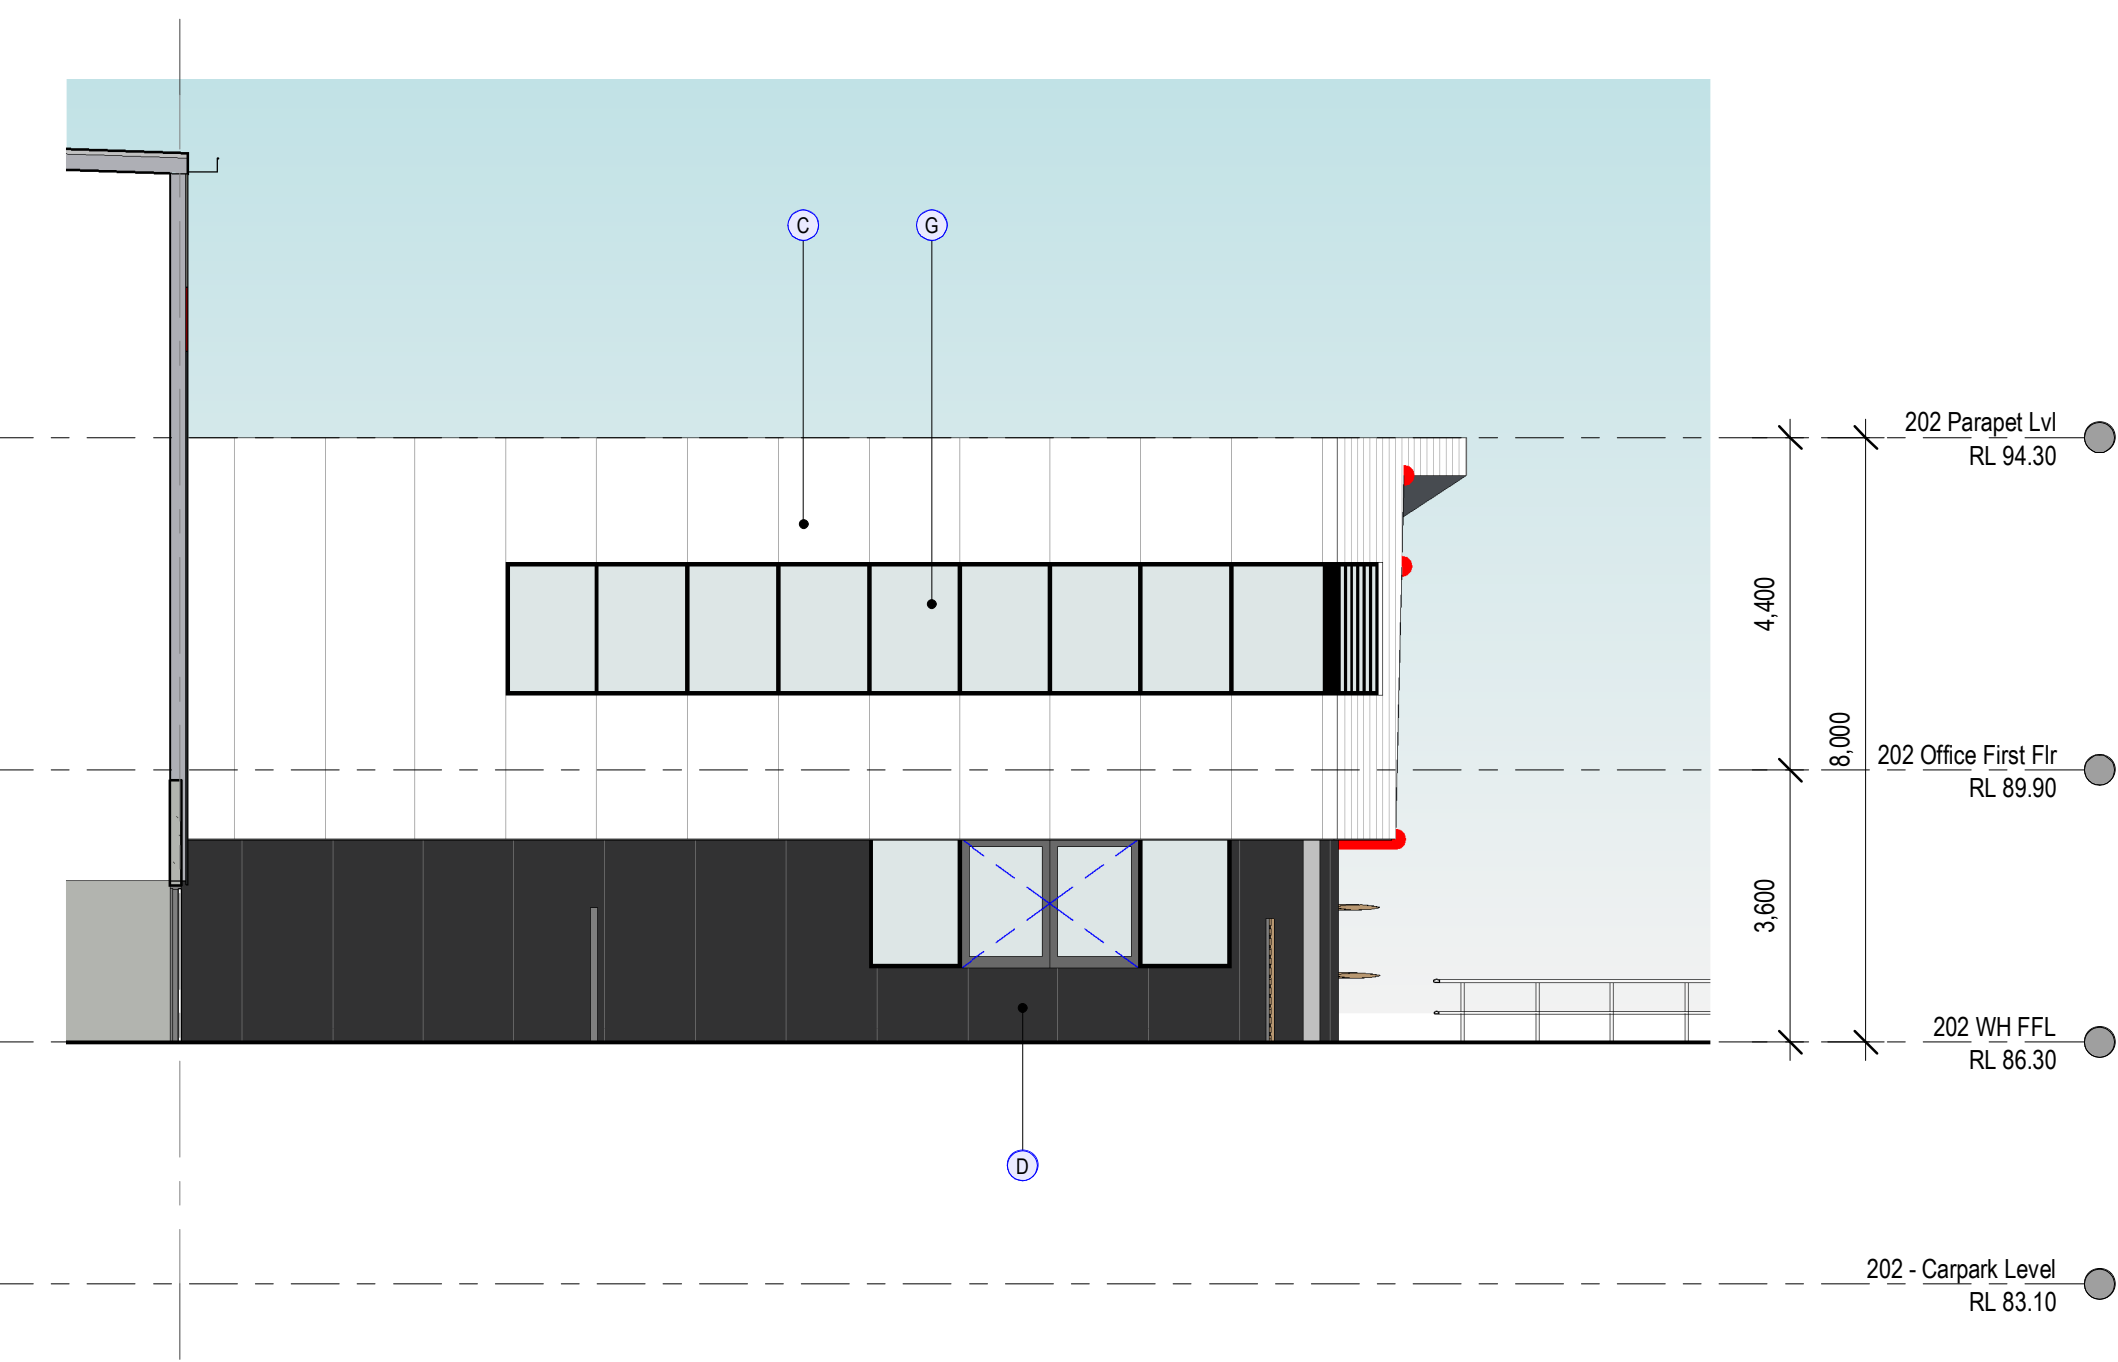 C
G
202 Parapet Lvl
RL 94.30
4,400
8,000
202 Office First Flr
RL 89.90
3,600
202 WH FFL
RL 86.30
D
202 - Carpark Level
RL 83.10